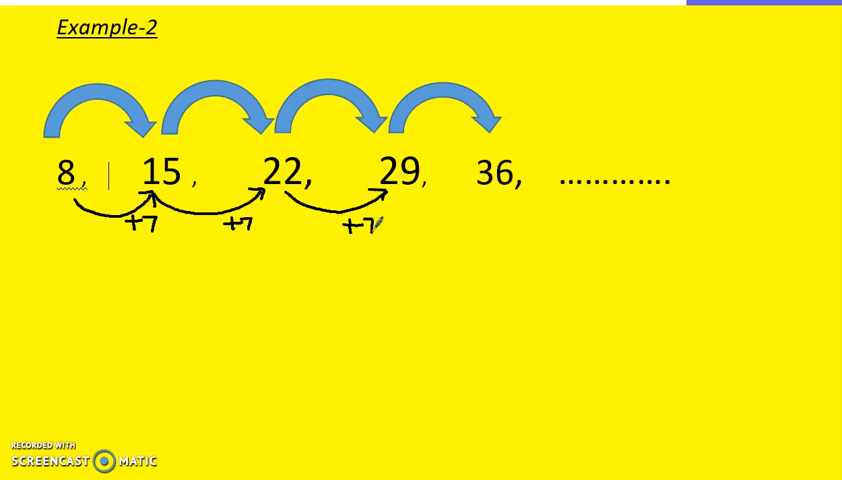 Example-2
8, 15 , 22, 29, 36, ………….
+7 +7 +7
RECORDED WITH
SCREENCAST MATIC